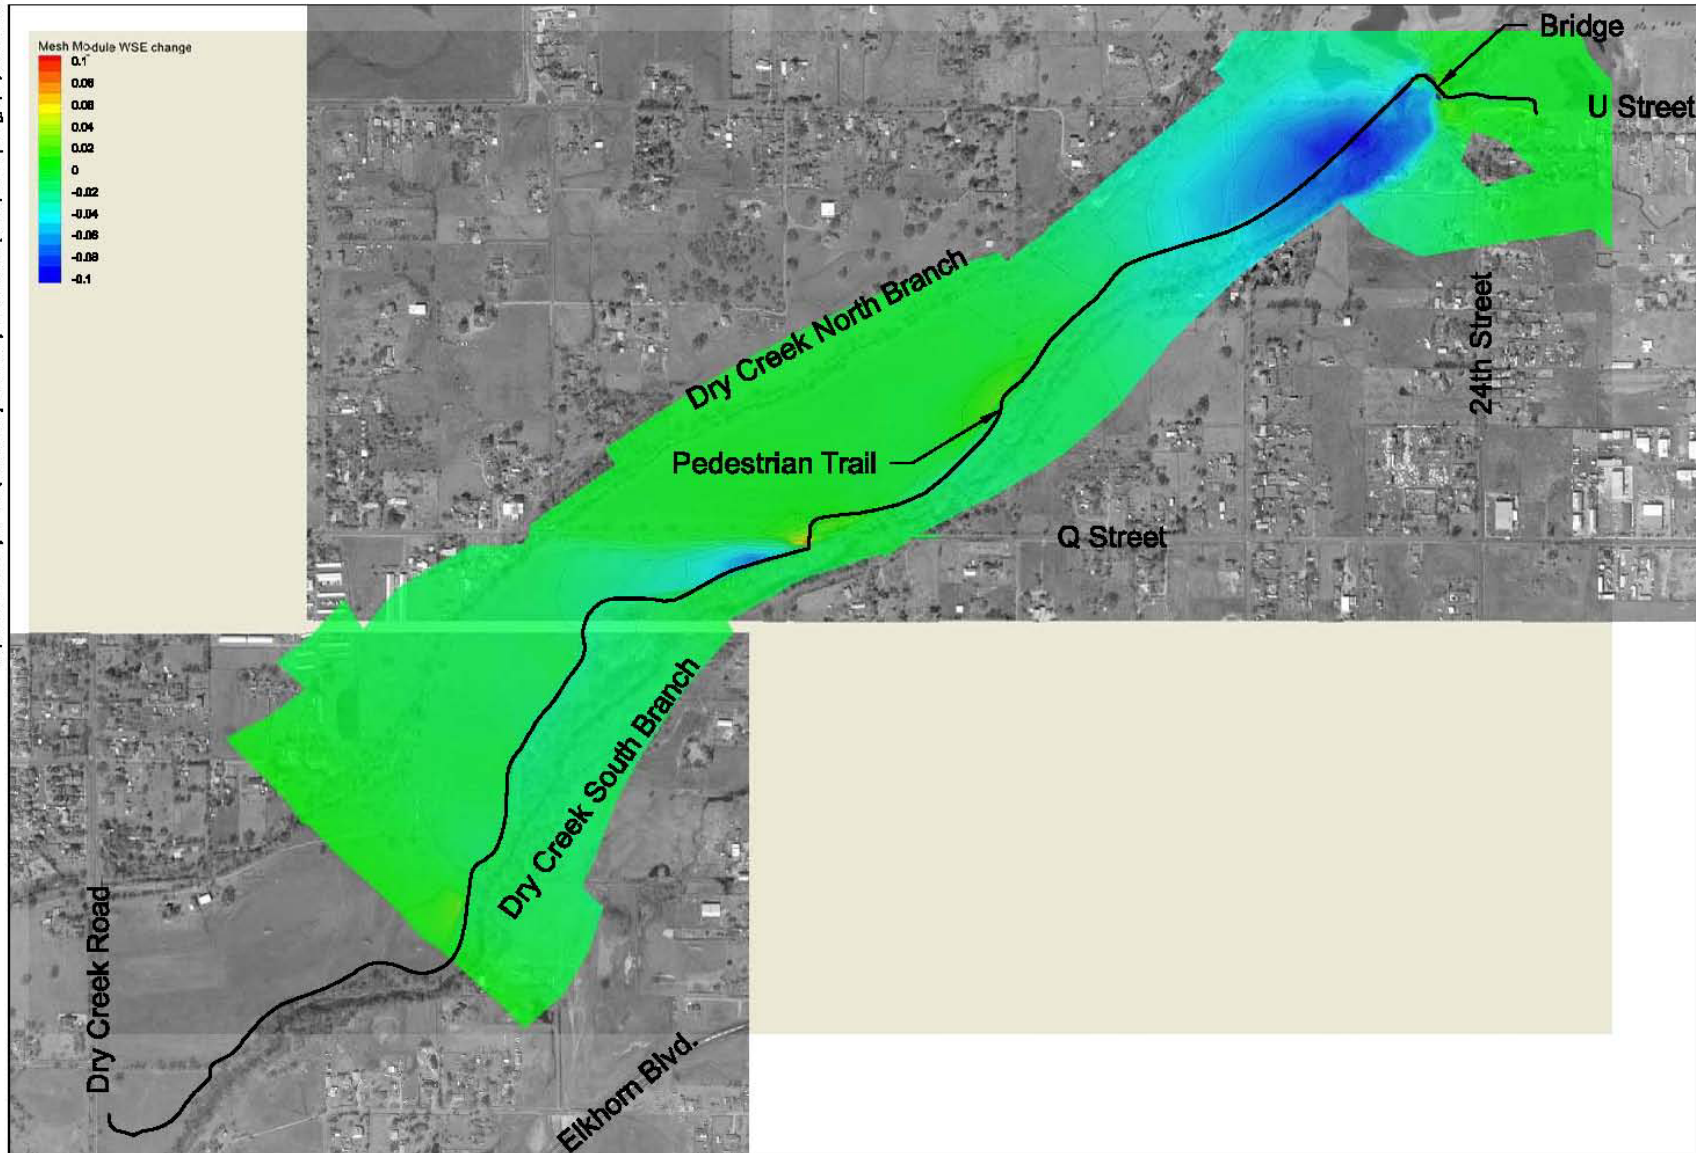 Mesh Module WSE change
0.1
0.08
0.06
0.04
0.02
0
-0.02
-0.04
-0.06
-0.08
-0.1
Bridge
U Street
Dry Creek North Branch
24th Street
Pedestrian Trail
Q Street
Dry Creek South Branch
Dry Creek Road
Elkhorn Blvd.